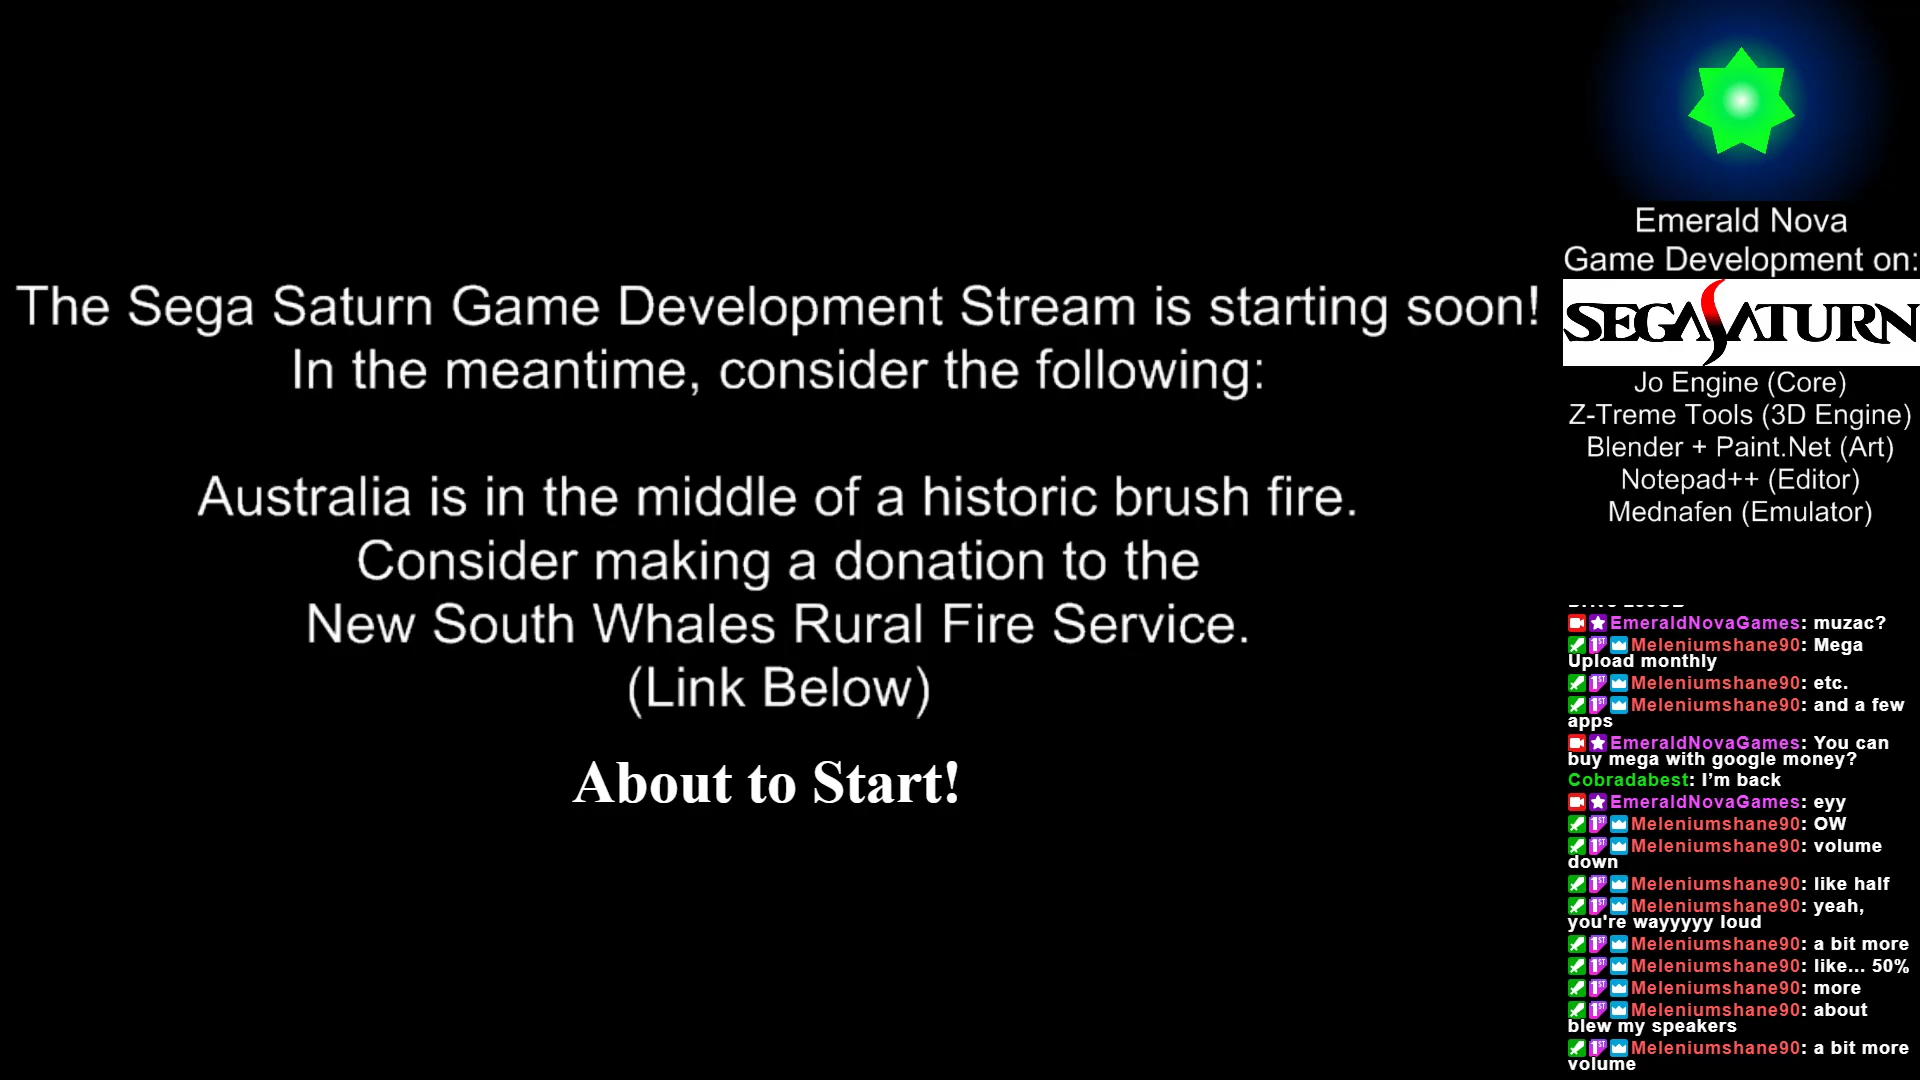 The Sega Saturn Game Development Stream is starting soon!
In the meantime, consider the following:
Australia is in the middle of a historic brush fire.
Consider making a donation to the
New South Whales Rural Fire Service.
(Link Below)
About to Start!
Emerald Nova
Game Development on:
SEGA SATURN
Jo Engine (Core)
Z-Treme Tools (3D Engine)
Blender + Paint.Net (Art)
Notepad++ (Editor)
Mednafen (Emulator)
EmeraldNovaGames: muzac?
Meleniumshane90: Mega
Upload monthly
Meleniumshane90: etc.
Meleniumshane90: and a few
apps
EmeraldNovaGames: You can
buy mega with google money?
Cobradabest: I’m back
EmeraldNovaGames: eyy
Meleniumshane90: OW
Meleniumshane90: volume
down
Meleniumshane90: like half
Meleniumshane90: yeah,
you're wayyyyy loud
Meleniumshane90: a bit more
Meleniumshane90: like... 50%
Meleniumshane90: more
Meleniumshane90: about
blew my speakers
Meleniumshane90: a bit more
volume